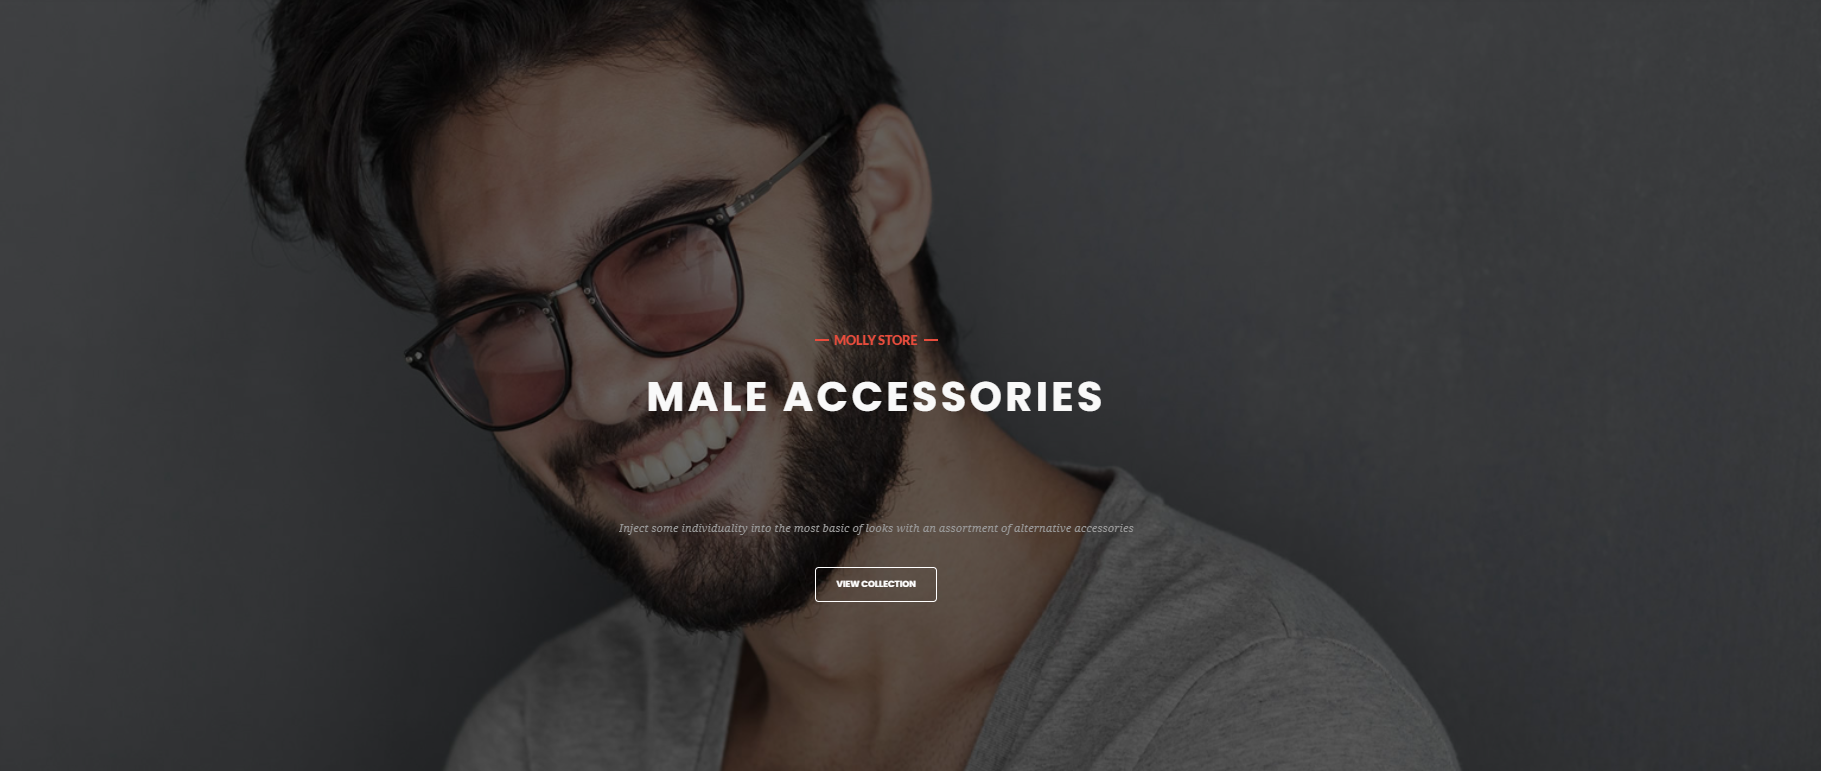 MOLLY STORE
MALE ACCESSORIES
Inject some individuality into the most basic of looks with an assortment of alternative accessories
VIEW COLLECTION